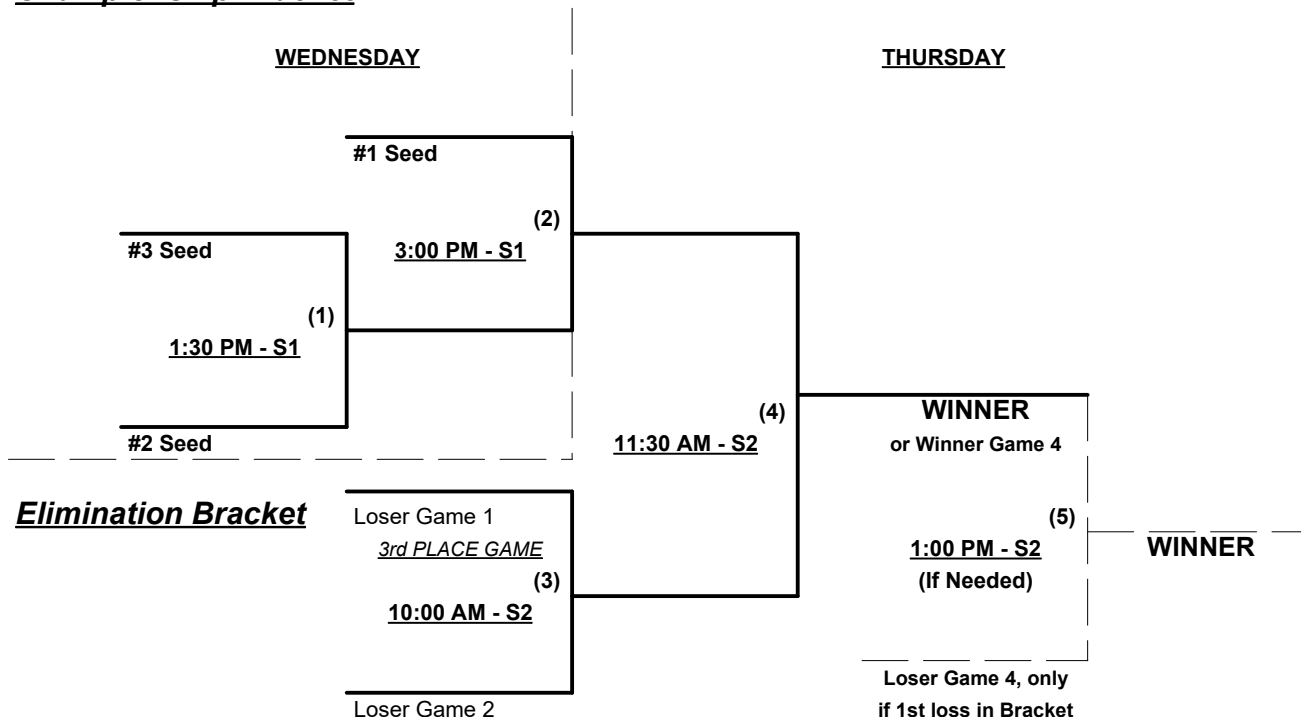 WEDNESDAY
THURSDAY
#1 Seed
(2)
3:00 PM - S1
#3 Seed
(1)
1:30 PM - S1
#2 Seed
(4)
11:30 AM - S2
WINNER
or Winner Game 4
Elimination Bracket
Loser Game 1
3rd PLACE GAME
(3)
10:00 AM - S2
Loser Game 2
(5)
1:00 PM - S2
(If Needed)
WINNER
Loser Game 4, only
if 1st loss in Bracket